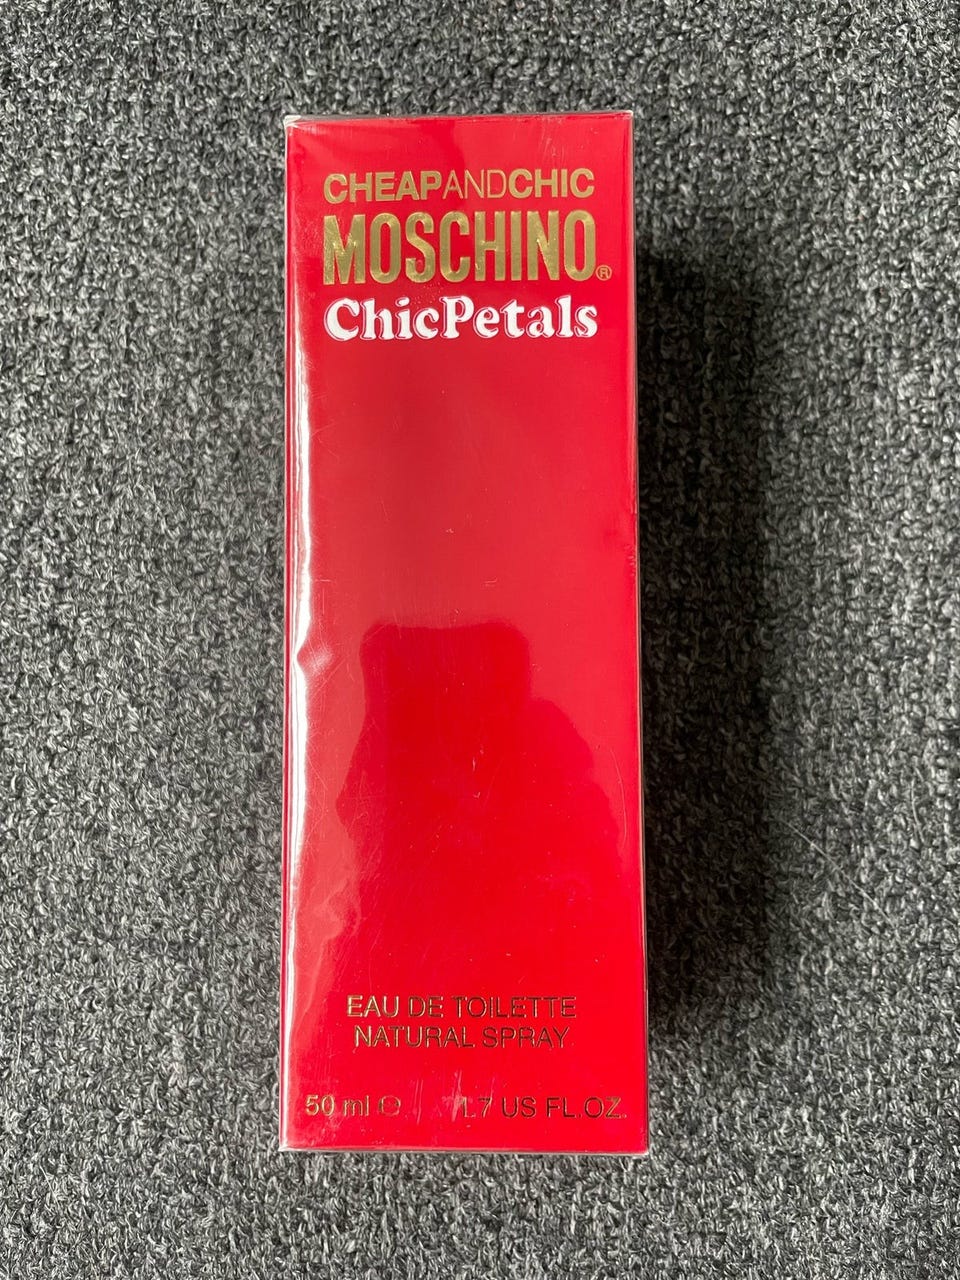 CHEAPANDCHIC
MOSCHINO®
ChicPetals
EAU DE TOILETTE
NATURAL SPRAY
50 ml ℮ 1.7 US FL.OZ.